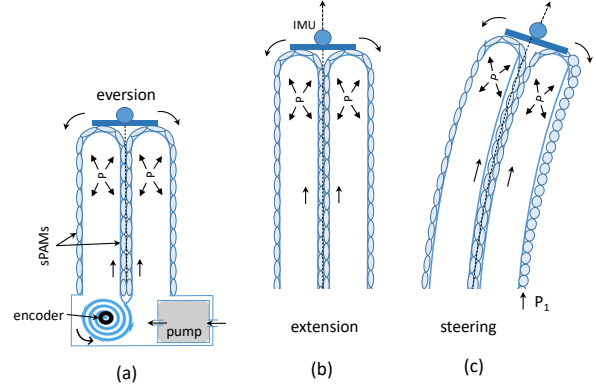 IMU
eversion
P
P
P
P
P
P
sPAMs
encoder
pump
P1
extension
steering
(a)
(b)
(c)